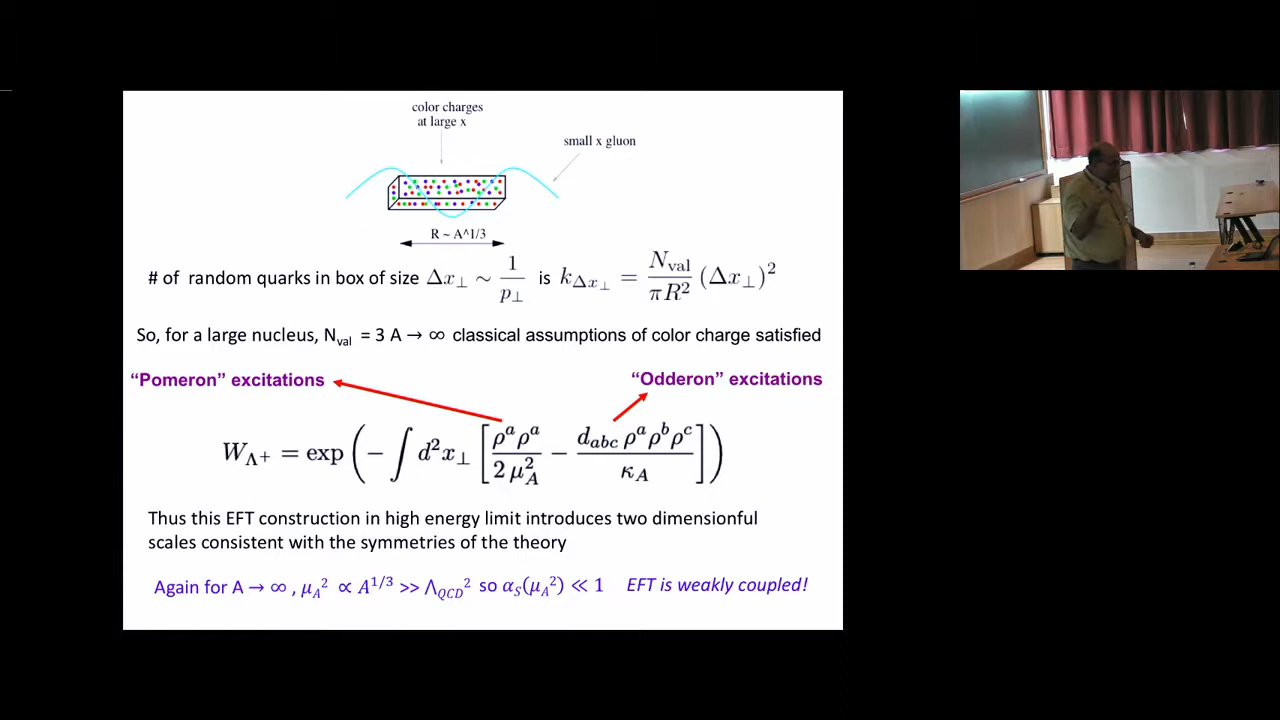 color charges
at large x
small x gluon
R ~ A^1/3
# of random quarks in box of size Δx⊥ ∼ 1/p⊥ is k_Δx⊥ = N_val/πR² (Δx⊥)²
So, for a large nucleus, N_val = 3 A → ∞ classical assumptions of color charge satisfied
“Pomeron” excitations
“Odderon” excitations
W_Λ⁺ = exp(−∫ d²x⊥ [ρᵃρᵃ/2 μ_A² − d_abc ρᵃρᵇρᶜ/κ_A])
Thus this EFT construction in high energy limit introduces two dimensionful
scales consistent with the symmetries of the theory
Again for A → ∞ , μ_A² ∝ A^1/3 >> Λ_QCD² so α_S(μ_A²) ≪ 1 EFT is weakly coupled!